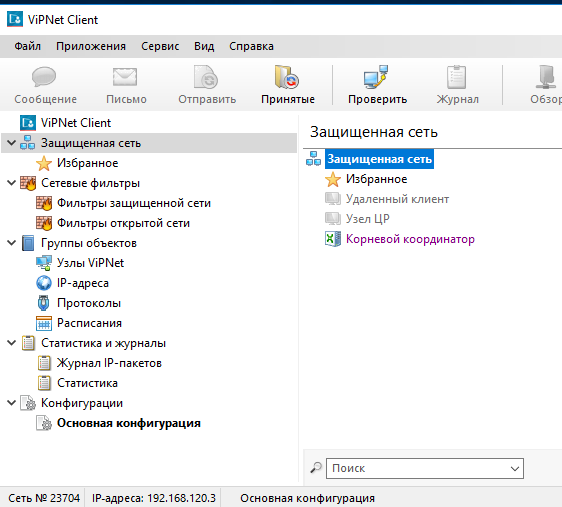 ViPNet Client
Файл Приложения Сервис Вид Справка
Сообщение Письмо Отправить Принятые Проверить Журнал Обзор
ViPNet Client
Защищенная сеть
Избранное
Сетевые фильтры
Фильтры защищенной сети
Фильтры открытой сети
Группы объектов
Узлы ViPNet
IP-адреса
Протоколы
Расписания
Статистика и журналы
Журнал IP-пакетов
Статистика
Конфигурации
Основная конфигурация
Защищенная сеть
Защищенная сеть
Избранное
Удаленный клиент
Узел ЦР
Корневой координатор
Поиск
Сеть № 23704 IP-адреса: 192.168.120.3 Основная конфигурация